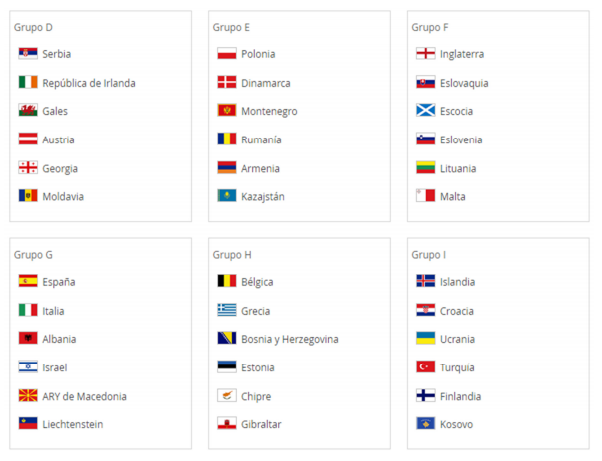 Grupo D
Serbia
República de Irlanda
Gales
Austria
Georgia
Moldavia
Grupo E
Polonia
Dinamarca
Montenegro
Rumanía
Armenia
Kazajstán
Grupo F
Inglaterra
Eslovaquia
Escocia
Eslovenia
Lituania
Malta
Grupo G
España
Italia
Albania
Israel
ARY de Macedonia
Liechtenstein
Grupo H
Bélgica
Grecia
Bosnia y Herzegovina
Estonia
Chipre
Gibraltar
Grupo I
Islandia
Croacia
Ucrania
Turquia
Finlandia
Kosovo